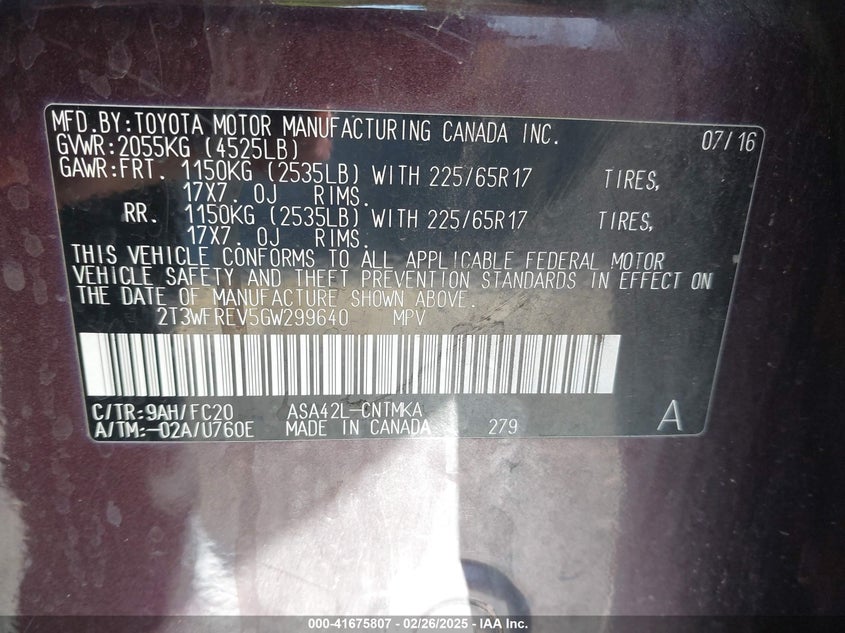 MFD.BY:TOYOTA MOTOR MANUFACTURING CANADA INC. 07/16
GVWR:2055KG (4525LB)
GAWR:FRT. 1150KG (2535LB) WITH 225/65R17 TIRES,
17X7.0J RIMS.
RR. 1150KG (2535LB) WITH 225/65R17 TIRES,
17X7.0J RIMS.
THIS VEHICLE CONFORMS TO ALL APPLICABLE FEDERAL MOTOR
VEHICLE SAFETY AND THEFT PREVENTION STANDARDS IN EFFECT ON
THE DATE OF MANUFACTURE SHOWN ABOVE.
2T3WFREV5GW299640 MPV
C/TR:9AH/FC20 ASA42L-CNTMKA
A/TM:-02A/U760E MADE IN CANADA 279 A
000-41675807 - 02/26/2025 - IAA Inc.